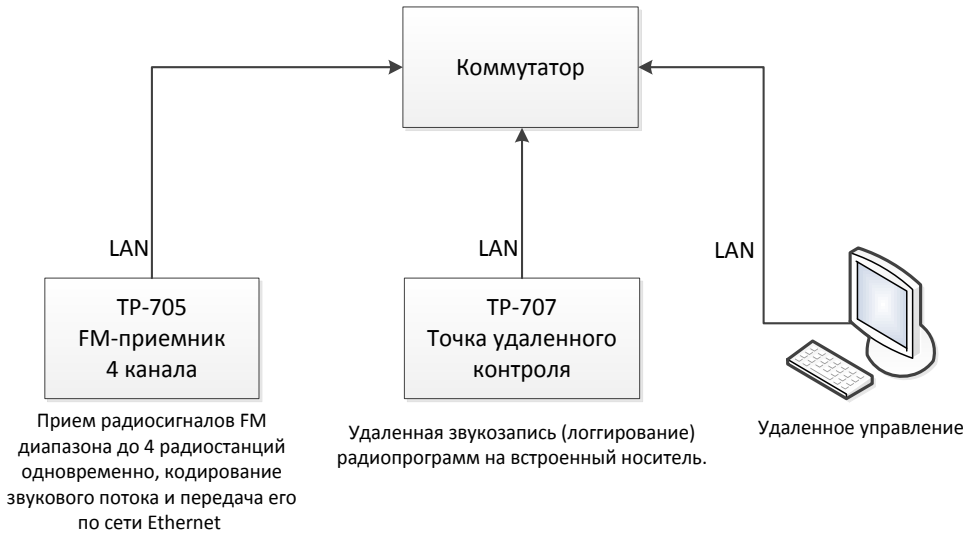 Коммутатор
LAN
LAN
LAN
ТР-705
FM-приемник
4 канала
ТР-707
Точка удаленного
контроля
Прием радиосигналов FM
диапазона до 4 радиостанций
одновременно, кодирование
звукового потока и передача его
по сети Ethernet
Удаленная звукозапись (логгирование)
радиопрограмм на встроенный носитель.
Удаленное управление